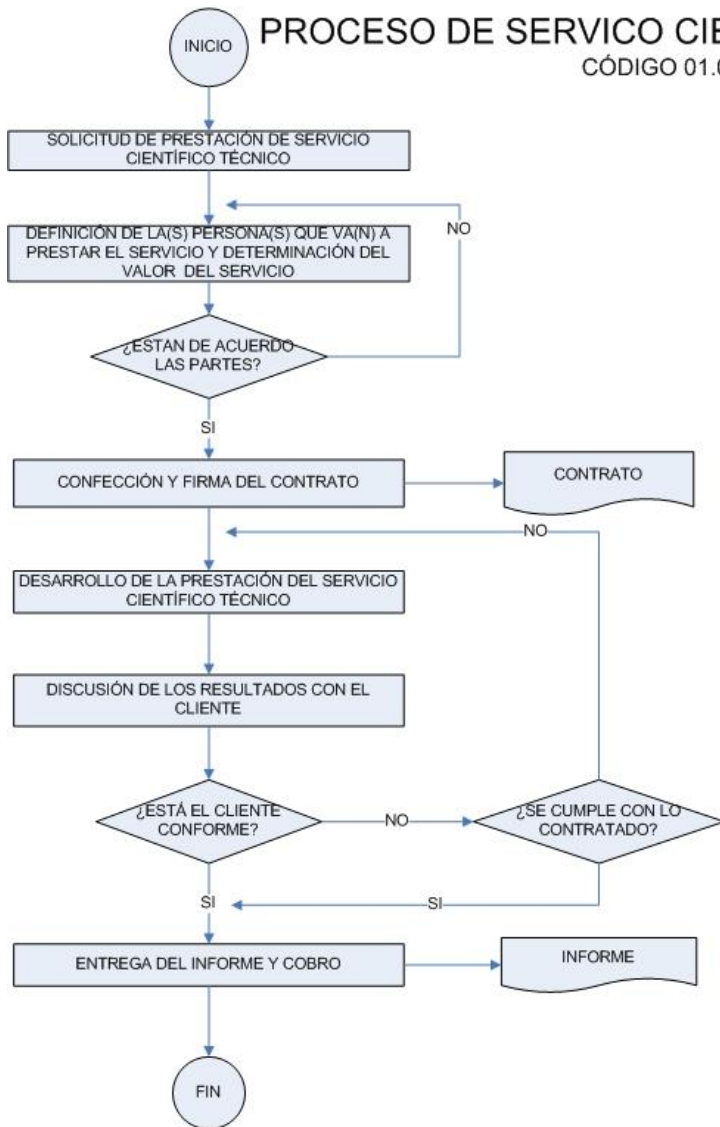 INICIO
PROCESO DE SERVICO
CÓDIGO
SOLICITUD DE PRESTACIÓN DE SERVICIO
CIENTÍFICO TÉCNICO
NO
DEFINICIÓN DE LA(S) PERSONA(S) QUE VA(N) A
PRESTAR EL SERVICIO Y DETERMINACIÓN DEL
VALOR DEL SERVICIO
¿ESTAN DE ACUERDO
LAS PARTES?
SI
CONFECCIÓN Y FIRMA DEL CONTRATO
CONTRATO
NO
DESARROLLO DE LA PRESTACIÓN DEL SERVICIO
CIENTÍFICO TÉCNICO
DISCUSIÓN DE LOS RESULTADOS CON EL
CLIENTE
¿ESTÁ EL CLIENTE
CONFORME?
NO
¿SE CUMPLE CON LO
CONTRATADO?
SI
SI
ENTREGA DEL INFORME Y COBRO
INFORME
FIN